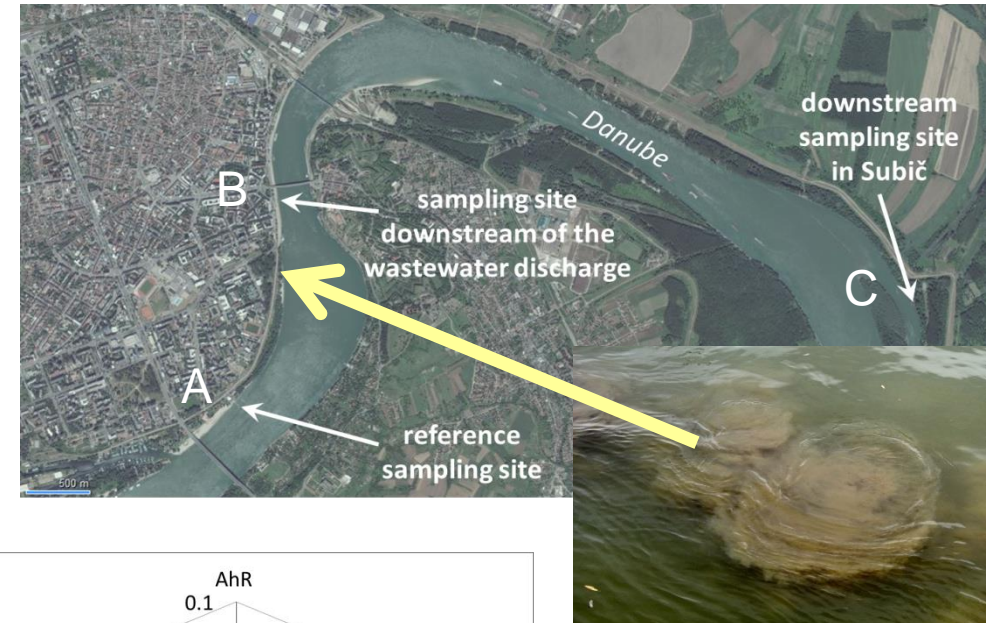 downstream
sampling site
in Subič
Danube
B
sampling site
downstream of the
wastewater discharge
C
A
reference
sampling site
500 m
AhR
0.1